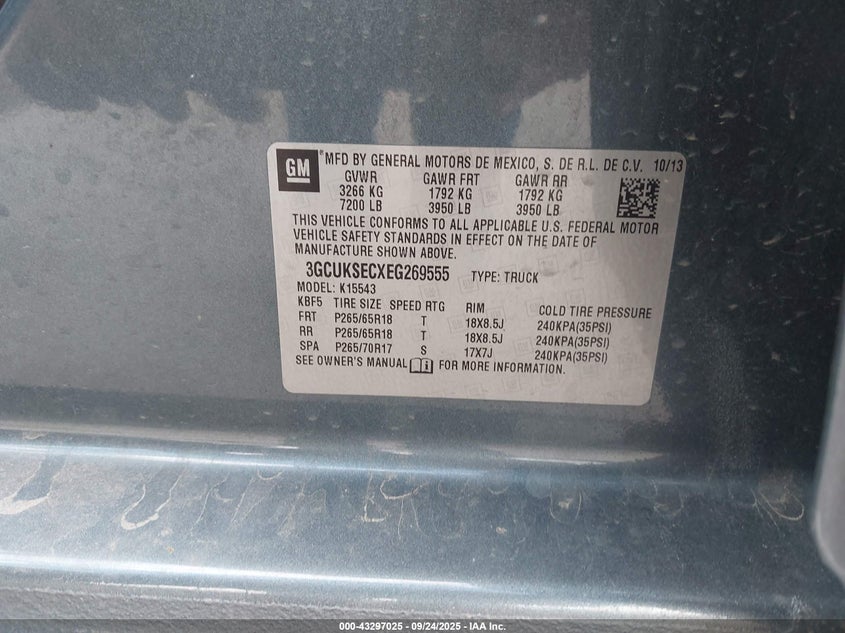 GM ® MFD BY GENERAL MOTORS DE MEXICO, S. DE R.L. DE C.V. 10/13
GVWR GAWR FRT GAWR RR
3266 KG 1792 KG 1792 KG
7200 LB 3950 LB 3950 LB
THIS VEHICLE CONFORMS TO ALL APPLICABLE U.S. FEDERAL MOTOR
VEHICLE SAFETY STANDARDS IN EFFECT ON THE DATE OF
MANUFACTURE SHOWN ABOVE.
3GCUKSECXEG269555 TYPE: TRUCK
MODEL: K15543
KBF5 TIRE SIZE SPEED RTG RIM COLD TIRE PRESSURE
FRT P265/65R18 T 18X8.5J 240KPA(35PSI)
RR P265/65R18 T 18X8.5J 240KPA(35PSI)
SPA P265/70R17 S 17X7J 240KPA(35PSI)
SEE OWNER'S MANUAL FOR MORE INFORMATION.
000-43297025 - 09/24/2025 - IAA Inc.